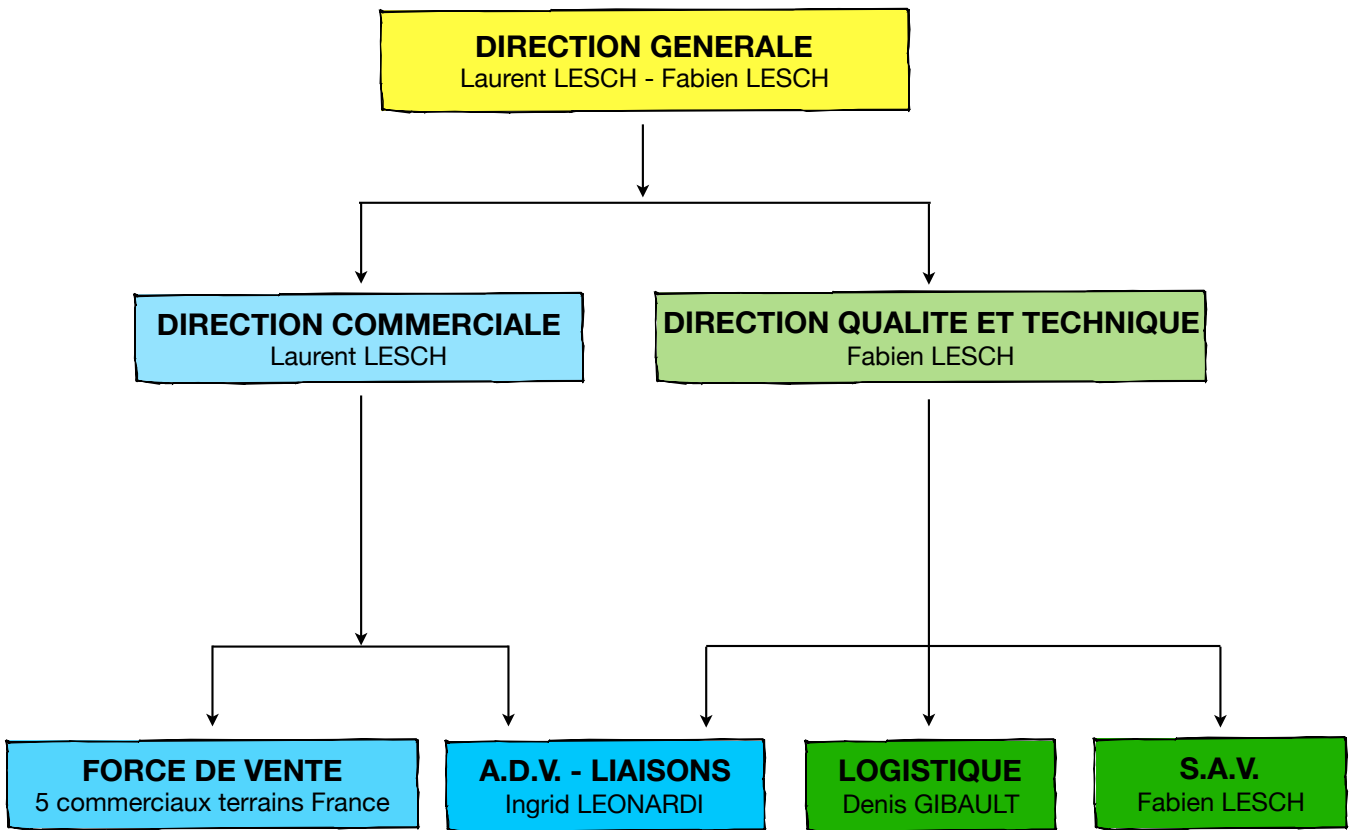 DIRECTION GENERALE
Laurent LESCH - Fabien LESCH
DIRECTION COMMERCIALE
Laurent LESCH
DIRECTION QUALITE ET TECHNIQUE
Fabien LESCH
FORCE DE VENTE
5 commerciaux terrains France
A.D.V. - LIAISONS
Ingrid LEONARDI
LOGISTIQUE
Denis GIBAULT
S.A.V.
Fabien LESCH